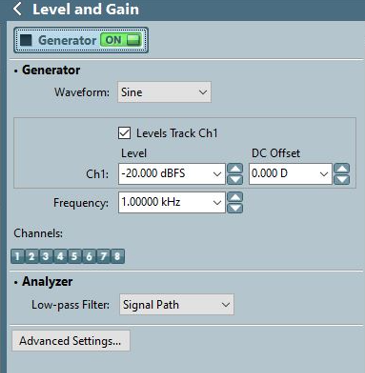 Level and Gain
Generator ON
• Generator
Waveform: Sine
Levels Track Ch1
Level DC Offset
Ch1: -20.000 dBFS 0.000 D
Frequency: 1.00000 kHz
Channels:
1 2 3 4 5 6 7 8
• Analyzer
Low-pass Filter: Signal Path
Advanced Settings...